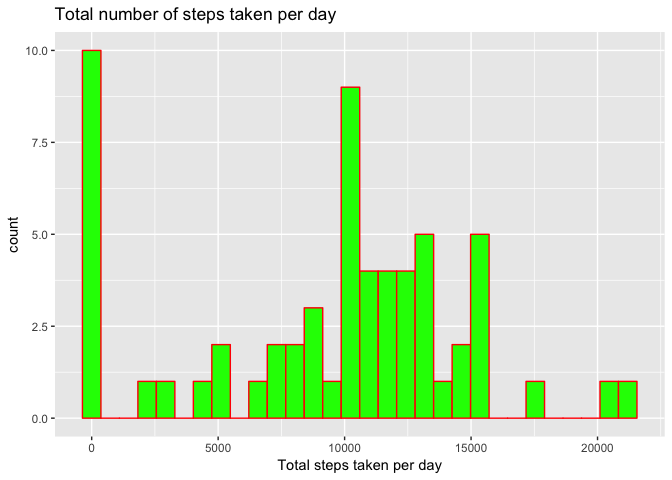 Total number of steps taken per day
10.0
7.5
5.0
2.5
0.0
count
0 5000 10000 15000 20000
Total steps taken per day